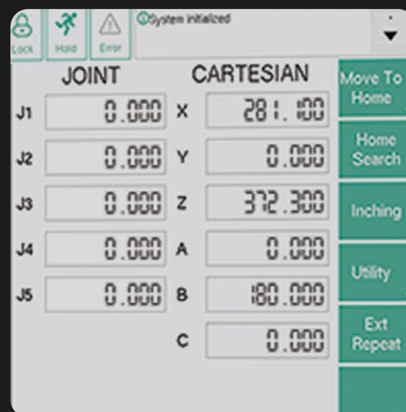 Lock
Hold
Error
System initialized
JOINT
CARTESIAN
J1 0.000
J2 0.000
J3 0.000
J4 0.000
J5 0.000
X 281.100
Y 0.000
Z 372.300
A 0.000
B 180.000
C 0.000
Move To
Home
Home
Search
Inching
Utility
Ext
Repeat